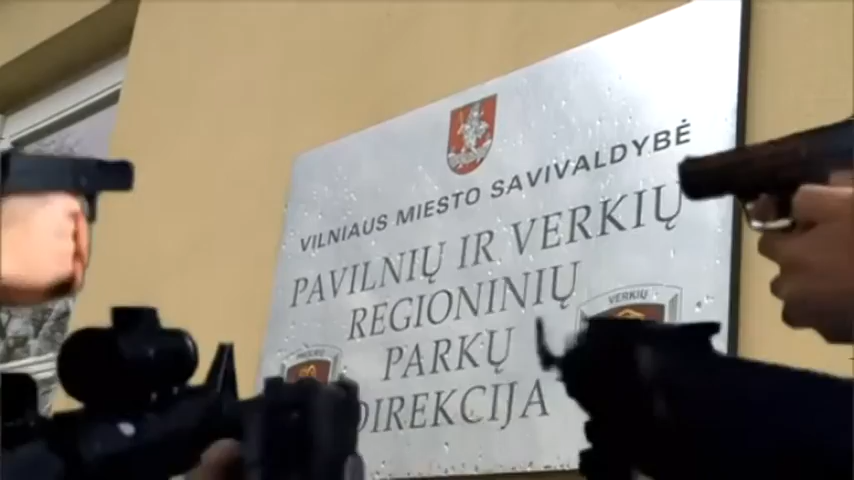 VILNIAUS MIESTO SAVIVALDYBĖ
PAVILNIŲ IR VERKIŲ
REGIONINIŲ
PARKŲ
DIREKCIJA
VERKIŲ